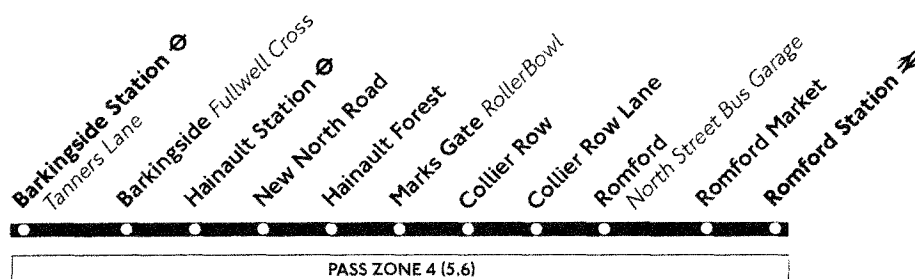 Barkingside Station
Tanners Lane
Barkingside Fullwell Cross
Hainault Station
New North Road
Hainault Forest
Marks Gate RollerBowl
Collier Row
Collier Row Lane
Romford
North Street Bus Garage
Romford Market
Romford Station
PASS ZONE 4 (5.6)